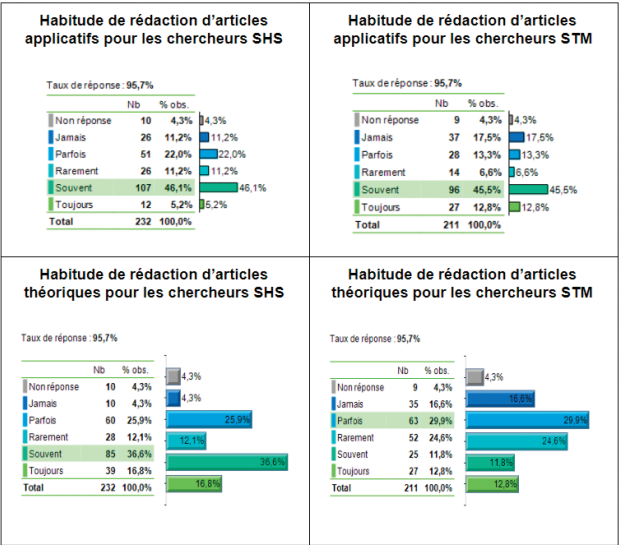 Habitude de rédaction d’articles
applicatifs pour les chercheurs SHS
Taux de réponse : 95,7%
Nb % obs.
Non réponse 10 4,3% 4,3%
Jamais 26 11,2% 11,2%
Parfois 51 22,0% 22,0%
Rarement 26 11,2% 11,2%
Souvent 107 46,1% 46,1%
Toujours 12 5,2% 5,2%
Total 232 100,0%
Habitude de rédaction d’articles
applicatifs pour les chercheurs STM
Taux de réponse : 95,7%
Nb % obs.
Non réponse 9 4,3% 4,3%
Jamais 37 17,5% 17,5%
Parfois 28 13,3% 13,3%
Rarement 14 6,6% 6,6%
Souvent 96 45,5% 45,5%
Toujours 27 12,8% 12,8%
Total 211 100,0%
Habitude de rédaction d’articles
théoriques pour les chercheurs SHS
Taux de réponse : 95,7%
Nb % obs.
Non réponse 10 4,3% 4,3%
Jamais 10 4,3% 4,3%
Parfois 60 25,9% 25,9%
Rarement 28 12,1% 12,1%
Souvent 85 36,6% 36,6%
Toujours 39 16,8% 16,8%
Total 232 100,0%
Habitude de rédaction d’articles
théoriques pour les chercheurs STM
Taux de réponse : 95,7%
Nb % obs.
Non réponse 9 4,3% 4,3%
Jamais 35 16,6% 16,6%
Parfois 63 29,9% 29,9%
Rarement 52 24,6% 24,6%
Souvent 25 11,8% 11,8%
Toujours 27 12,8% 12,8%
Total 211 100,0%